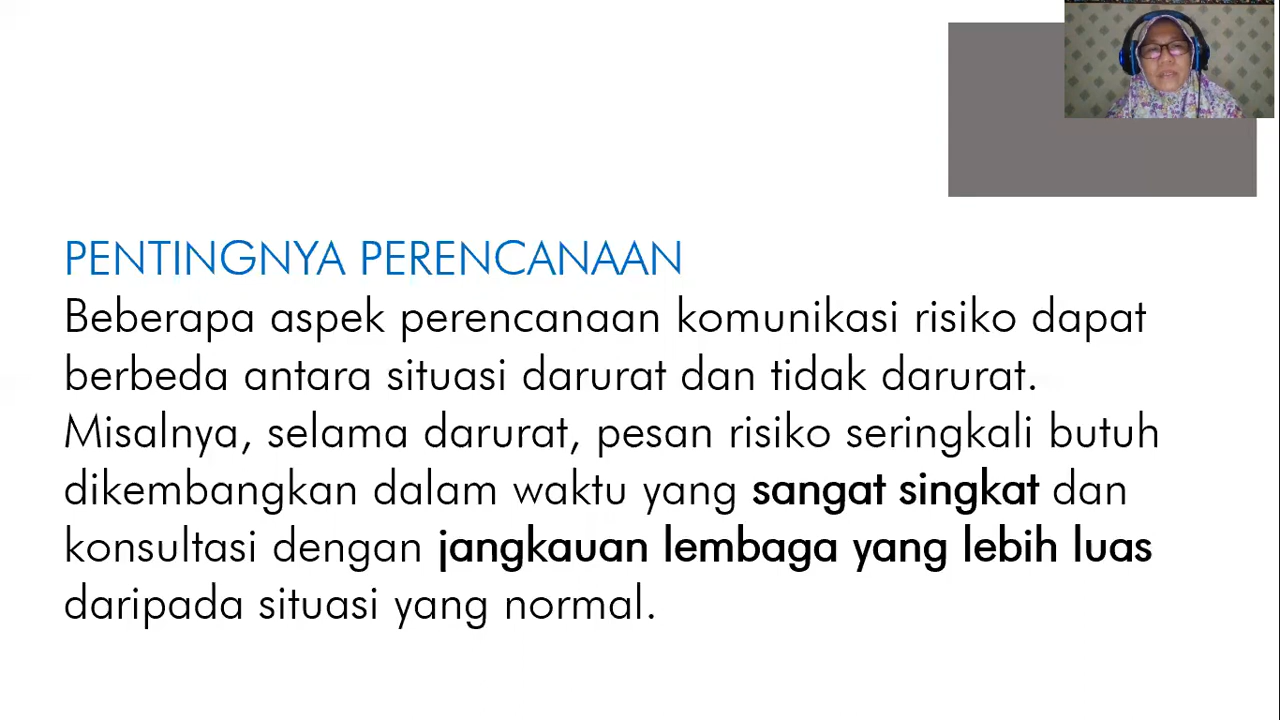 PENTINGNYA PERENCANAAN
Beberapa aspek perencanaan komunikasi risiko dapat
berbeda antara situasi darurat dan tidak darurat.
Misalnya, selama darurat, pesan risiko seringkali butuh
dikembangkan dalam waktu yang sangat singkat dan
konsultasi dengan jangkauan lembaga yang lebih luas
daripada situasi yang normal.